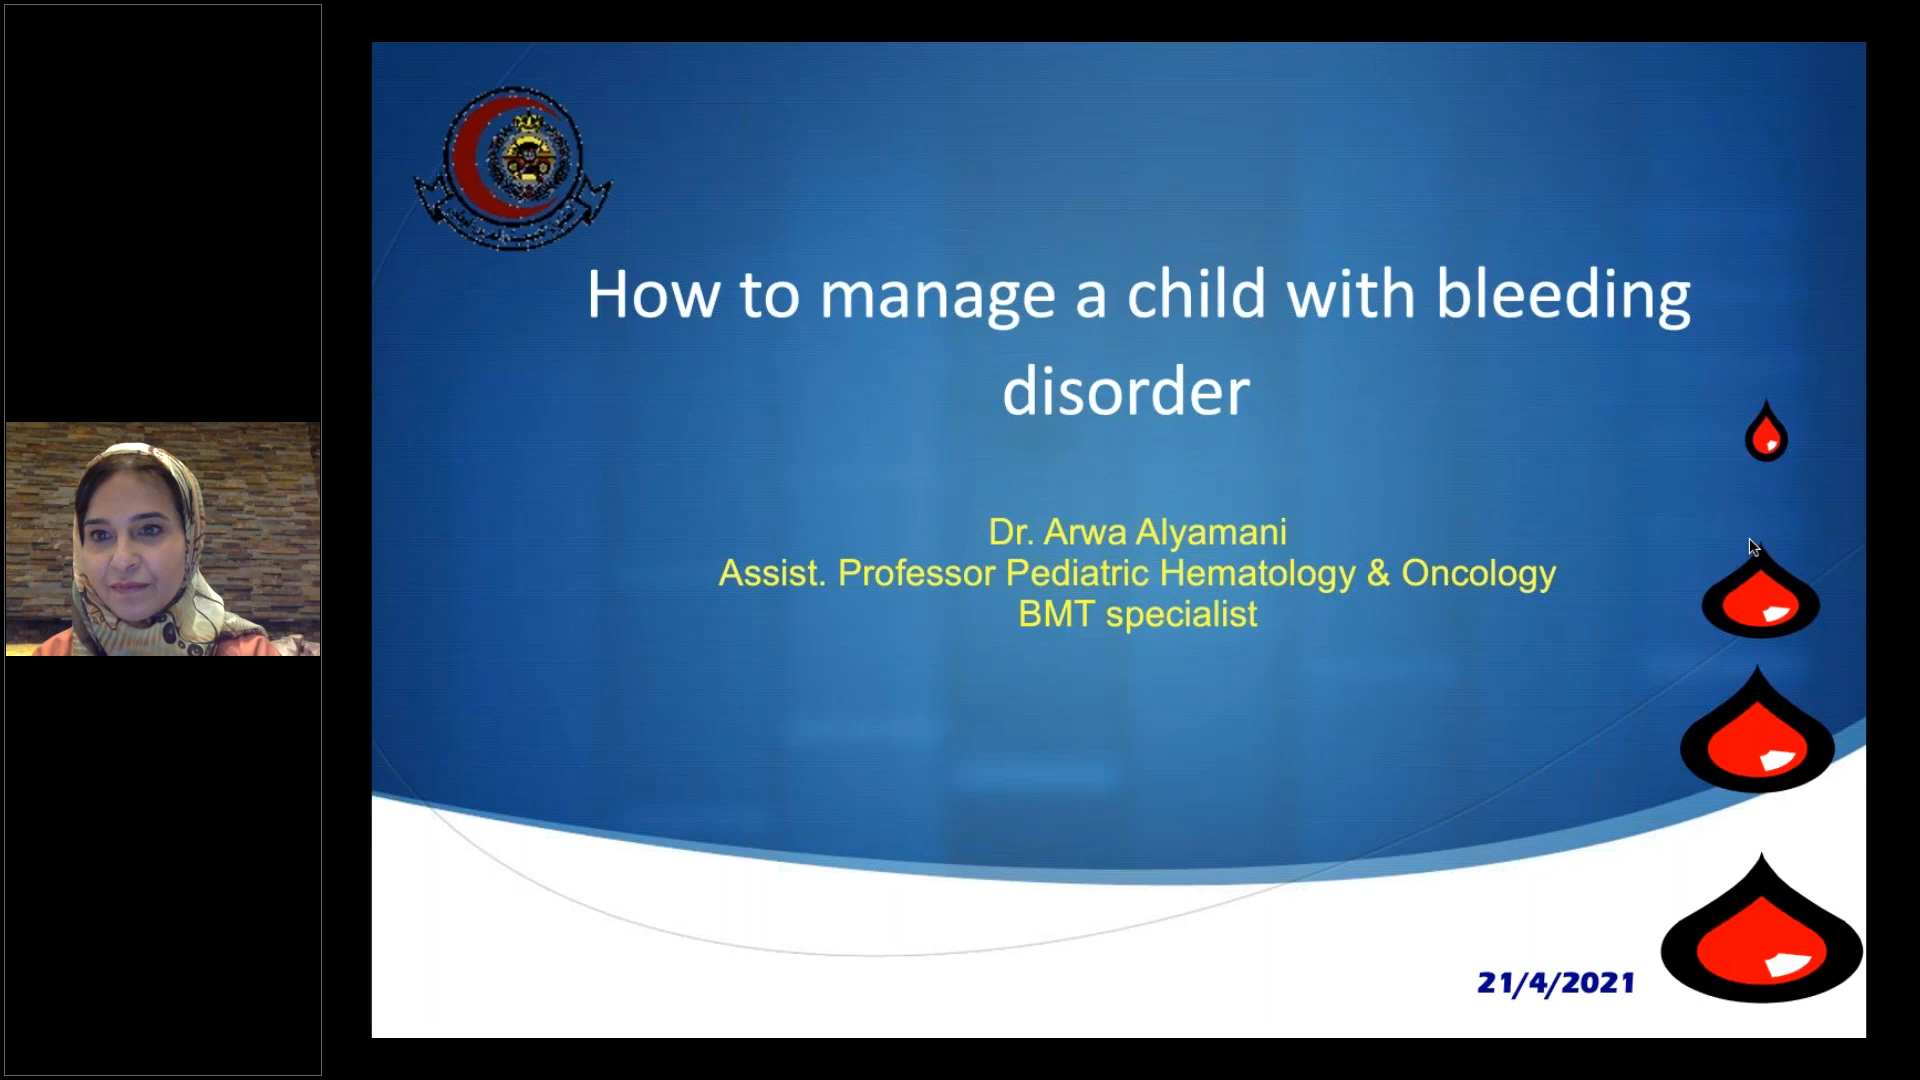 How to manage a child with bleeding
disorder
Dr. Arwa Alyamani
Assist. Professor Pediatric Hematology & Oncology
BMT specialist
21/4/2021